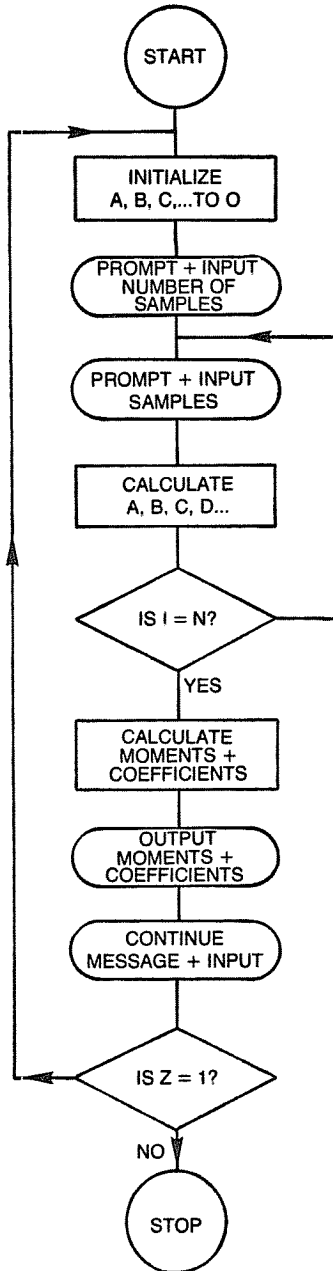 START
INITIALIZE
A, B, C,...TO O
PROMPT + INPUT
NUMBER OF
SAMPLES
PROMPT + INPUT
SAMPLES
CALCULATE
A, B, C, D...
IS I = N?
YES
CALCULATE
MOMENTS +
COEFFICIENTS
OUTPUT
MOMENTS +
COEFFICIENTS
CONTINUE
MESSAGE + INPUT
IS Z = 1?
NO
STOP